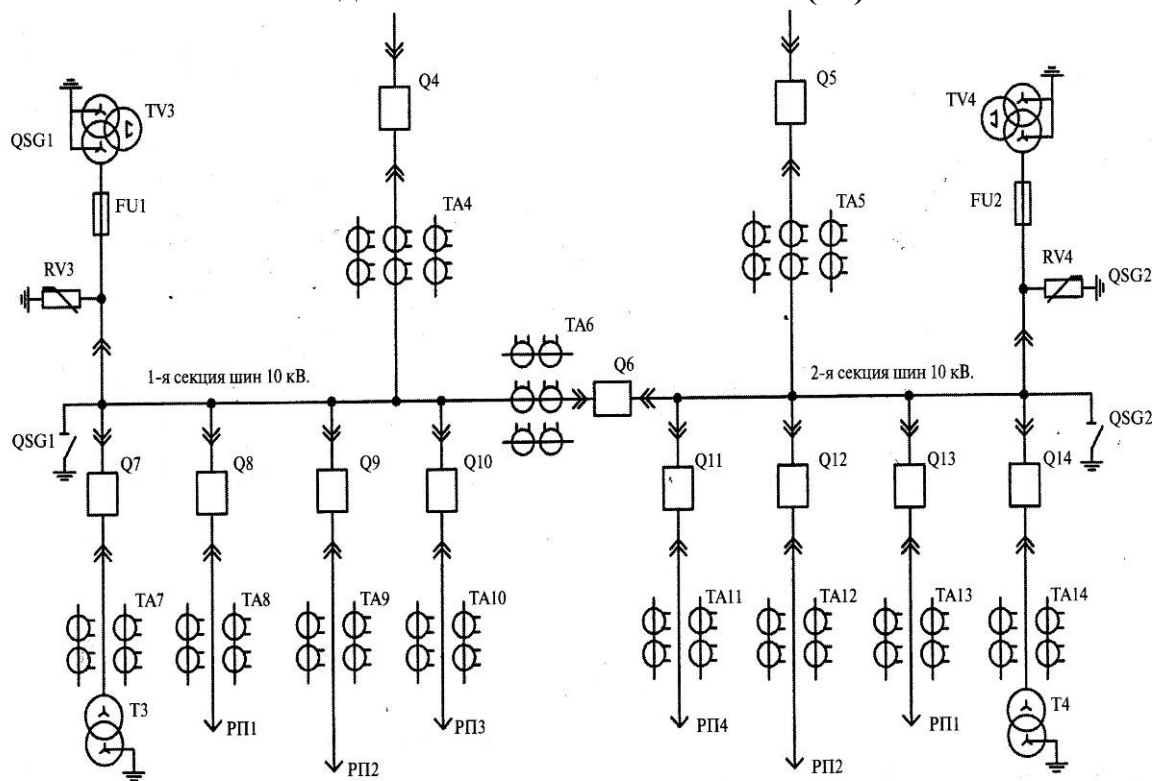 Q4
Q5
TV3
TV4
QSG1
FU1
TA4
TA5
FU2
RV3
RV4
QSG2
TA6
1-я секция шин 10 кВ.
Q6
2-я секция шин 10 кВ.
QSG1
QSG2
Q7
Q8
Q9
Q10
Q11
Q12
Q13
Q14
TA7
TA8
TA9
TA10
TA11
TA12
TA13
TA14
T3
РП1
РП3
РП4
РП1
T4
РП2
РП2